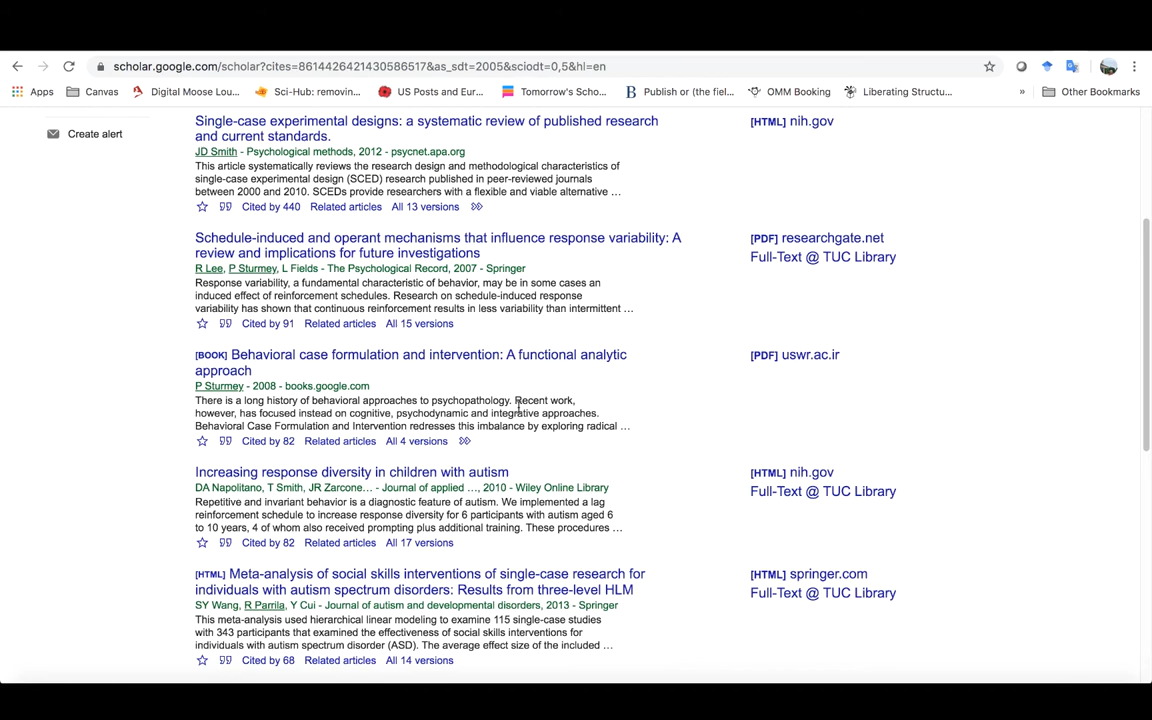 scholar.google.com/scholar?cites=8614426421430586517&as_sdt=2005&sciodt=0,5&hl=en
Apps Canvas Digital Moose Lou... Sci-Hub: removin... US Posts and Eur... Tomorrow's Scho... B Publish or (the fiel... OMM Booking Liberating Structu... » Other Bookmarks
Create alert
Single-case experimental designs: a systematic review of published research
and current standards.
[HTML] nih.gov
JD Smith - Psychological methods, 2012 - psycnet.apa.org
This article systematically reviews the research design and methodological characteristics of
single-case experimental design (SCED) research published in peer-reviewed journals
between 2000 and 2010. SCEDs provide researchers with a flexible and viable alternative ...
Cited by 440 Related articles All 13 versions
Schedule-induced and operant mechanisms that influence response variability: A
review and implications for future investigations
[PDF] researchgate.net
Full-Text @ TUC Library
R Lee, P Sturmey, L Fields - The Psychological Record, 2007 - Springer
Response variability, a fundamental characteristic of behavior, may be in some cases an
induced effect of reinforcement schedules. Research on schedule-induced response
variability has shown that continuous reinforcement results in less variability than intermittent ...
Cited by 91 Related articles All 15 versions
[BOOK] Behavioral case formulation and intervention: A functional analytic
approach
[PDF] uswr.ac.ir
P Sturmey - 2008 - books.google.com
There is a long history of behavioral approaches to psychopathology. Recent work,
however, has focused instead on cognitive, psychodynamic and integrative approaches.
Behavioral Case Formulation and Intervention redresses this imbalance by exploring radical ...
Cited by 82 Related articles All 4 versions
Increasing response diversity in children with autism
[HTML] nih.gov
Full-Text @ TUC Library
DA Napolitano, T Smith, JR Zarcone... - Journal of applied ..., 2010 - Wiley Online Library
Repetitive and invariant behavior is a diagnostic feature of autism. We implemented a lag
reinforcement schedule to increase response diversity for 6 participants with autism aged 6
to 10 years, 4 of whom also received prompting plus additional training. These procedures ...
Cited by 82 Related articles All 17 versions
[HTML] Meta-analysis of social skills interventions of single-case research for
individuals with autism spectrum disorders: Results from three-level HLM
[HTML] springer.com
Full-Text @ TUC Library
SY Wang, R Parrila, Y Cui - Journal of autism and developmental disorders, 2013 - Springer
This meta-analysis used hierarchical linear modeling to examine 115 single-case studies
with 343 participants that examined the effectiveness of social skills interventions for
individuals with autism spectrum disorder (ASD). The average effect size of the included ...
Cited by 68 Related articles All 14 versions